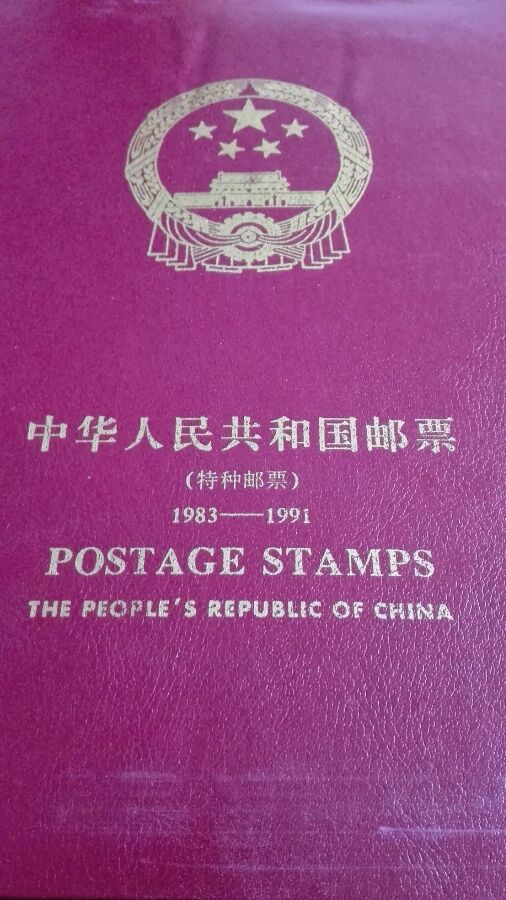 中华人民共和国邮票
(特种邮票)
1983——1991
POSTAGE STAMPS
THE PEOPLE'S REPUBLIC OF CHINA